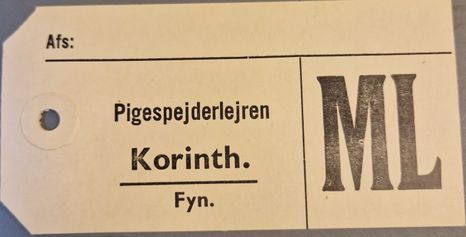 Afs:
Pigespejderlejren
Korinth.
Fyn.
ML